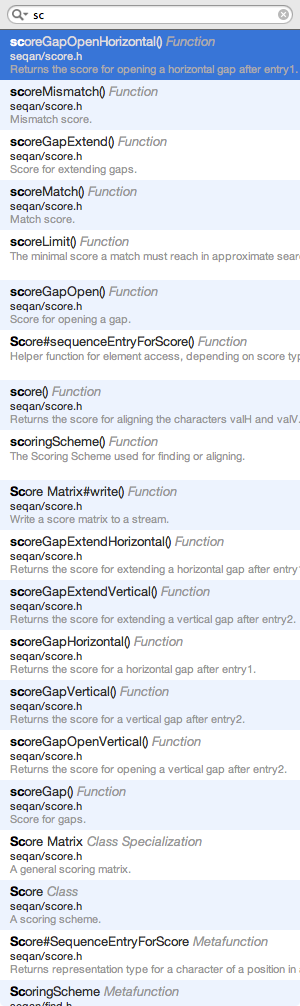 sc
scoreGapOpenHorizontal() Function
seqan/score.h
Returns the score for opening a horizontal gap after entry1.
scoreMismatch() Function
seqan/score.h
Mismatch score.
scoreGapExtend() Function
seqan/score.h
Score for extending gaps.
scoreMatch() Function
seqan/score.h
Match score.
scoreLimit() Function
The minimal score a match must reach in approximate sear
scoreGapOpen() Function
seqan/score.h
Score for opening a gap.
Score#sequenceEntryForScore() Function
Helper function for element access, depending on score typ
score() Function
seqan/score.h
Returns the score for aligning the characters valH and valV.
scoringScheme() Function
The Scoring Scheme used for finding or aligning.
Score Matrix#write() Function
seqan/score.h
Write a score matrix to a stream.
scoreGapExtendHorizontal() Function
seqan/score.h
Returns the score for extending a horizontal gap after entry1
scoreGapExtendVertical() Function
seqan/score.h
Returns the score for extending a vertical gap after entry2.
scoreGapHorizontal() Function
seqan/score.h
Returns the score for a horizontal gap after entry1.
scoreGapVertical() Function
seqan/score.h
Returns the score for a vertical gap after entry2.
scoreGapOpenVertical() Function
seqan/score.h
Returns the score for opening a vertical gap after entry2.
scoreGap() Function
seqan/score.h
Score for gaps.
Score Matrix Class Specialization
seqan/score.h
A general scoring matrix.
Score Class
seqan/score.h
A scoring scheme.
Score#SequenceEntryForScore Metafunction
seqan/score.h
Returns representation type for a character of a position in a
ScoringScheme Metafunction
seqan/find.h